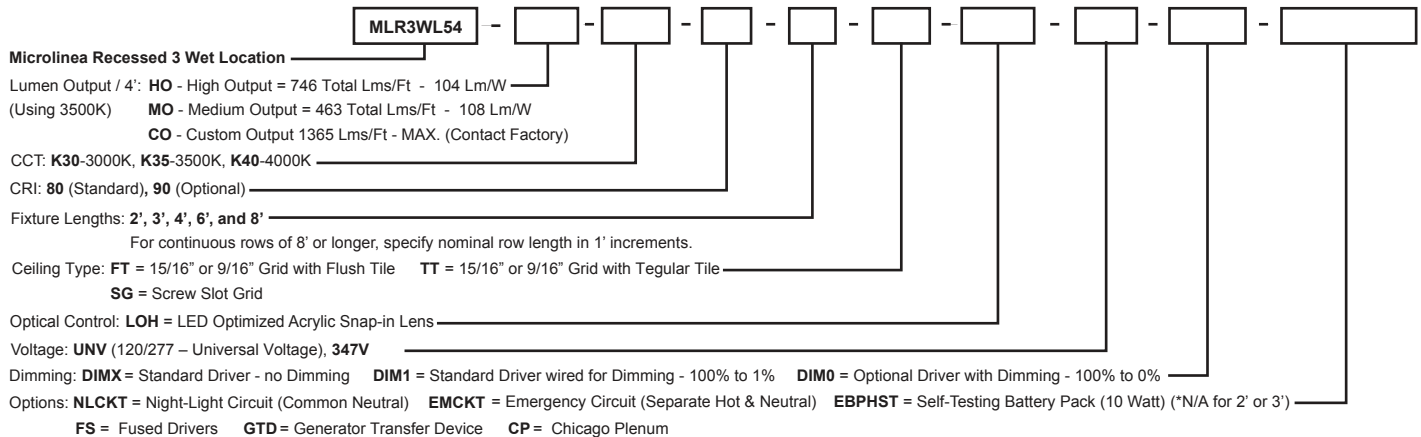 MLR3WL54 - - - - - - - - -
Microlinea Recessed 3 Wet Location
Lumen Output / 4': HO - High Output = 746 Total Lms/Ft - 104 Lm/W
(Using 3500K) MO - Medium Output = 463 Total Lms/Ft - 108 Lm/W
CO - Custom Output 1365 Lms/Ft - MAX. (Contact Factory)
CCT: K30-3000K, K35-3500K, K40-4000K
CRI: 80 (Standard), 90 (Optional)
Fixture Lengths: 2’, 3’, 4’, 6’, and 8’
For continuous rows of 8’ or longer, specify nominal row length in 1’ increments.
Ceiling Type: FT = 15/16” or 9/16” Grid with Flush Tile TT = 15/16” or 9/16” Grid with Tegular Tile
SG = Screw Slot Grid
Optical Control: LOH = LED Optimized Acrylic Snap-in Lens
Voltage: UNV (120/277 – Universal Voltage), 347V
Dimming: DIMX = Standard Driver - no Dimming DIM1 = Standard Driver wired for Dimming - 100% to 1% DIM0 = Optional Driver with Dimming - 100% to 0%
Options: NLCKT = Night-Light Circuit (Common Neutral) EMCKT = Emergency Circuit (Separate Hot & Neutral) EBPHST = Self-Testing Battery Pack (10 Watt) (*N/A for 2' or 3')
FS = Fused Drivers GTD = Generator Transfer Device CP = Chicago Plenum